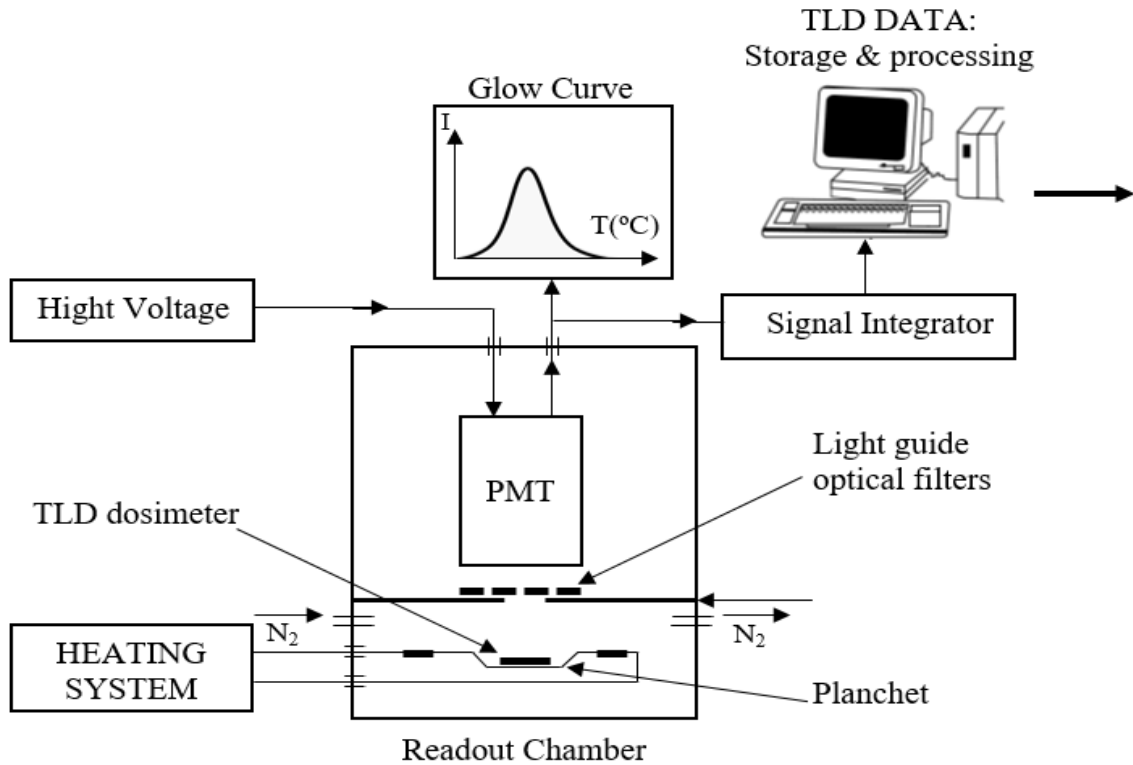 TLD DATA:
Storage & processing
Glow Curve
I
T(ºC)
Hight Voltage
Signal Integrator
Light guide
optical filters
PMT
TLD dosimeter
N₂
N₂
HEATING
SYSTEM
Planchet
Readout Chamber